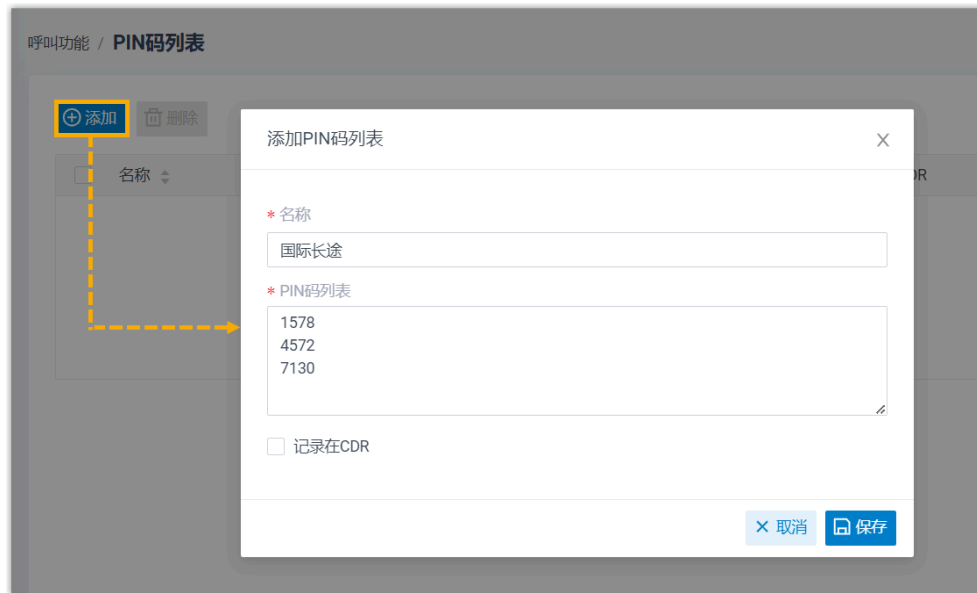 呼叫功能 / PIN码列表
添加 删除
名称
DR
添加PIN码列表
* 名称
国际长途
* PIN码列表
1578
4572
7130
记录在CDR
取消 保存